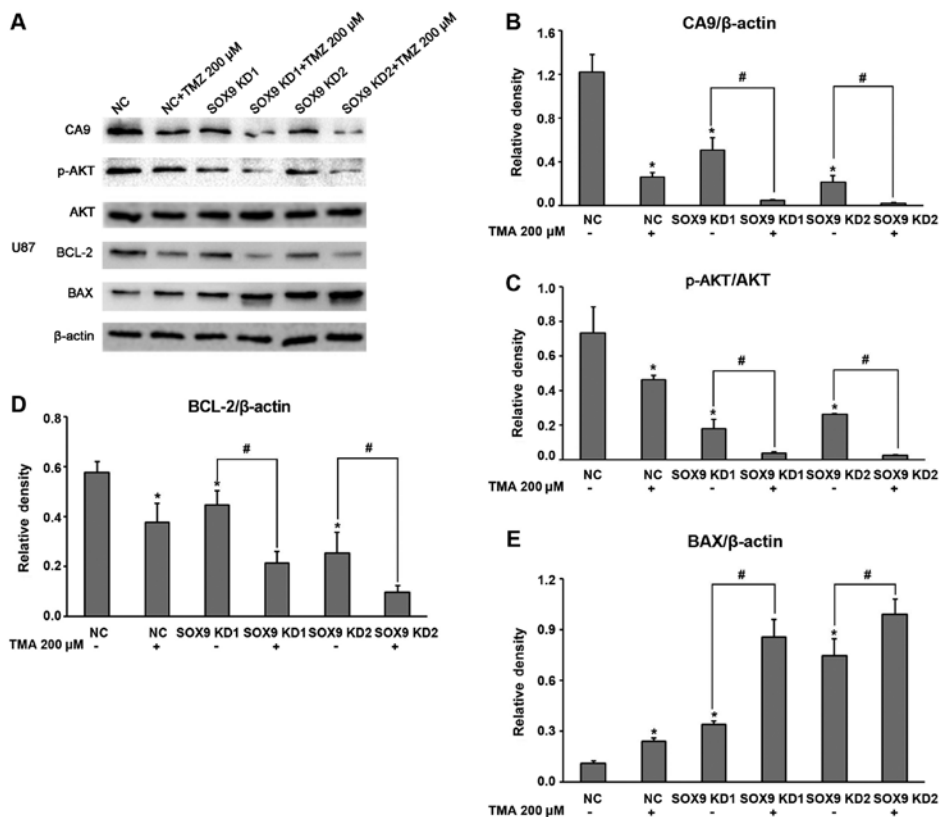 A
NC
NC+TMZ 200 μM
SOX9 KD1
SOX9 KD1+TMZ 200 μM
SOX9 KD2
SOX9 KD2+TMZ 200 μM
CA9
p-AKT
AKT
U87
BCL-2
BAX
β-actin
B
CA9/β-actin
Relative density
1.6
1.2
0.8
0.4
0.0
*
*
#
*
#
NC NC SOX9 KD1 SOX9 KD1 SOX9 KD2 SOX9 KD2
TMA 200 μM - + - + - +
C
p-AKT/AKT
Relative density
1.0
0.8
0.6
0.4
0.2
0.0
*
*
#
*
#
NC NC SOX9 KD1 SOX9 KD1 SOX9 KD2 SOX9 KD2
TMA 200 μM - + - + - +
D
BCL-2/β-actin
Relative density
0.8
0.6
0.4
0.2
0.0
*
*
#
*
#
NC NC SOX9 KD1 SOX9 KD1 SOX9 KD2 SOX9 KD2
TMA 200 μM - + - + - +
E
BAX/β-actin
Relative density
1.2
0.9
0.6
0.3
0.0
*
*
#
*
#
NC NC SOX9 KD1 SOX9 KD1 SOX9 KD2 SOX9 KD2
TMA 200 μM - + - + - +